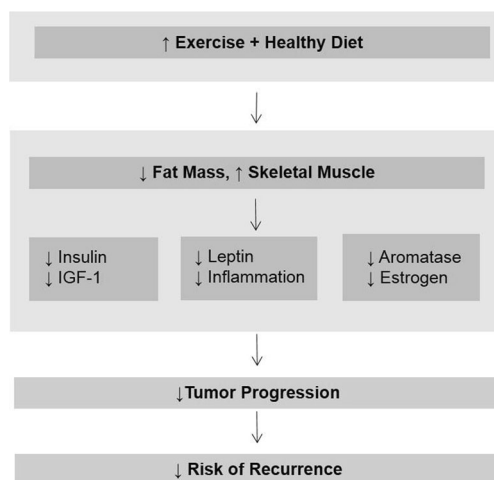 ↑ Exercise + Healthy Diet
↓ Fat Mass, ↑ Skeletal Muscle
↓ Insulin
↓ IGF-1
↓ Leptin
↓ Inflammation
↓ Aromatase
↓ Estrogen
↓Tumor Progression
↓ Risk of Recurrence